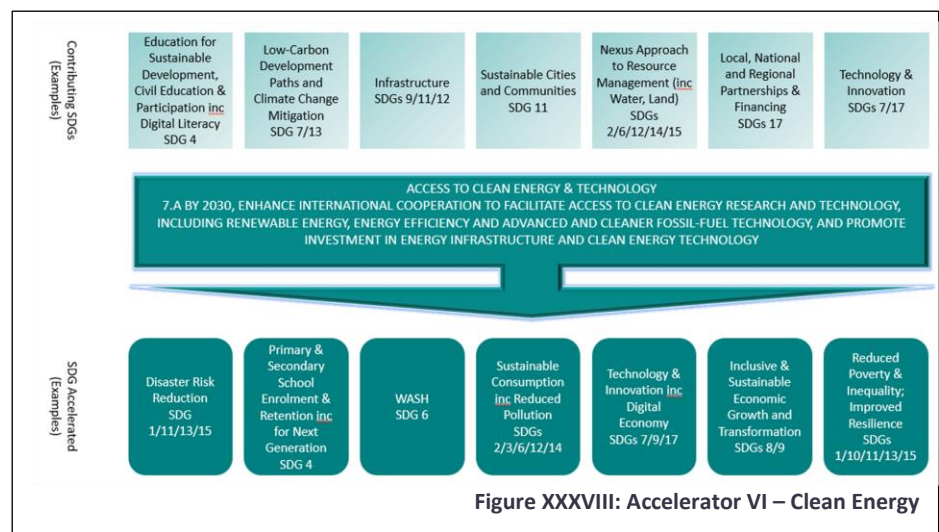 Contributing SDGs
(Examples)
Education for
Sustainable
Development,
Civil Education &
Participation inc
Digital Literacy
SDG 4
Low-Carbon
Development
Paths and
Climate Change
Mitigation
SDG 7/13
Infrastructure
SDGs 9/11/12
Sustainable Cities
and Communities
SDG 11
Nexus Approach
to Resource
Management (inc
Water, Land)
SDGs
2/6/12/14/15
Local, National
and Regional
Partnerships &
Financing
SDGs 17
Technology &
Innovation
SDGs 7/17
ACCESS TO CLEAN ENERGY & TECHNOLOGY
7.A BY 2030, ENHANCE INTERNATIONAL COOPERATION TO FACILITATE ACCESS TO CLEAN ENERGY RESEARCH AND TECHNOLOGY,
INCLUDING RENEWABLE ENERGY, ENERGY EFFICIENCY AND ADVANCED AND CLEANER FOSSIL-FUEL TECHNOLOGY, AND PROMOTE
INVESTMENT IN ENERGY INFRASTRUCTURE AND CLEAN ENERGY TECHNOLOGY
SDG Accelerated
(Examples)
Disaster Risk
Reduction
SDG
1/11/13/15
Primary &
Secondary
School
Enrolment &
Retention inc
for Next
Generation
SDG 4
WASH
SDG 6
Sustainable
Consumption
inc Reduced
Pollution
SDGs
2/3/6/12/14
Technology &
Innovation inc
Digital
Economy
SDGs 7/9/17
Inclusive &
Sustainable
Economic
Growth and
Transformation
SDGs 8/9
Reduced
Poverty &
Inequality;
Improved
Resilience
SDGs
1/10/11/13/15
Figure XXXVIII: Accelerator VI – Clean Energy